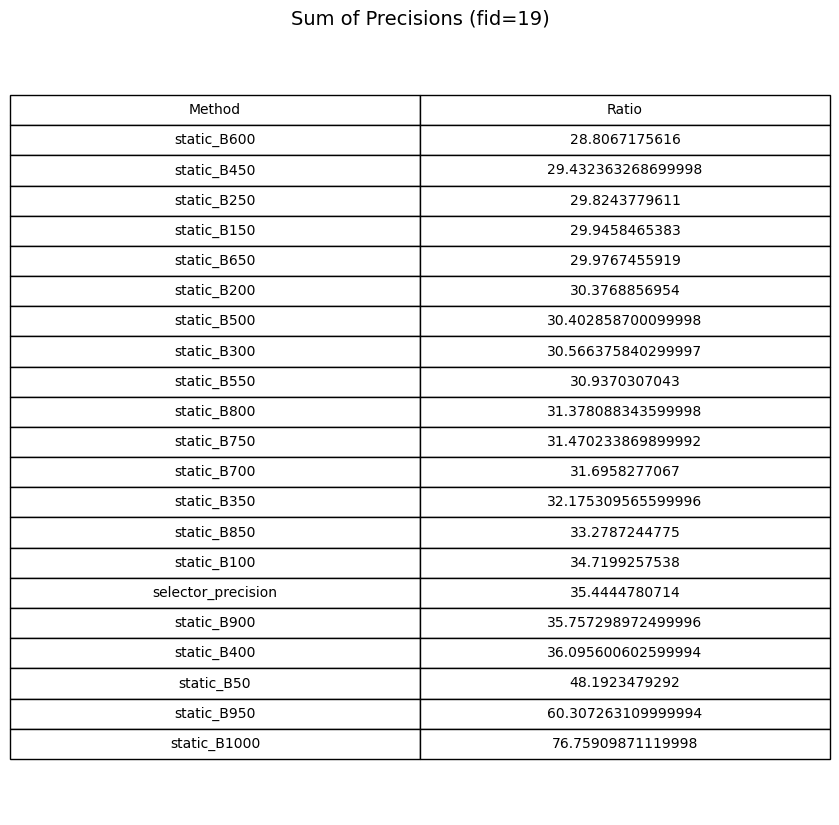 Sum of Precisions (fid=19)
Method Ratio
static_B600 28.8067175616
static_B450 29.432363268699998
static_B250 29.8243779611
static_B150 29.9458465383
static_B650 29.9767455919
static_B200 30.3768856954
static_B500 30.402858700099998
static_B300 30.566375840299997
static_B550 30.9370307043
static_B800 31.378088343599998
static_B750 31.470233869899992
static_B700 31.6958277067
static_B350 32.175309565599996
static_B850 33.2787244775
static_B100 34.7199257538
selector_precision 35.4444780714
static_B900 35.757298972499996
static_B400 36.095600602599994
static_B50 48.1923479292
static_B950 60.307263109999994
static_B1000 76.75909871119998